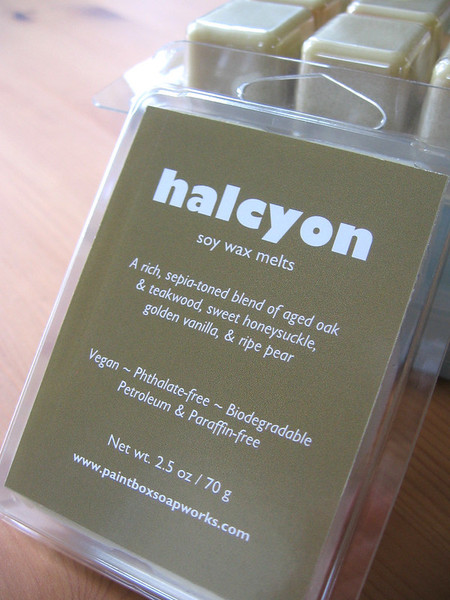 halcyon
soy wax melts
A rich, sepia-toned blend of aged oak
& teakwood, sweet honeysuckle,
golden vanilla, & ripe pear
Vegan ~ Phthalate-free ~ Biodegradable
Petroleum & Paraffin-free
Net wt. 2.5 oz / 70 g
www.paintboxsoapworks.com